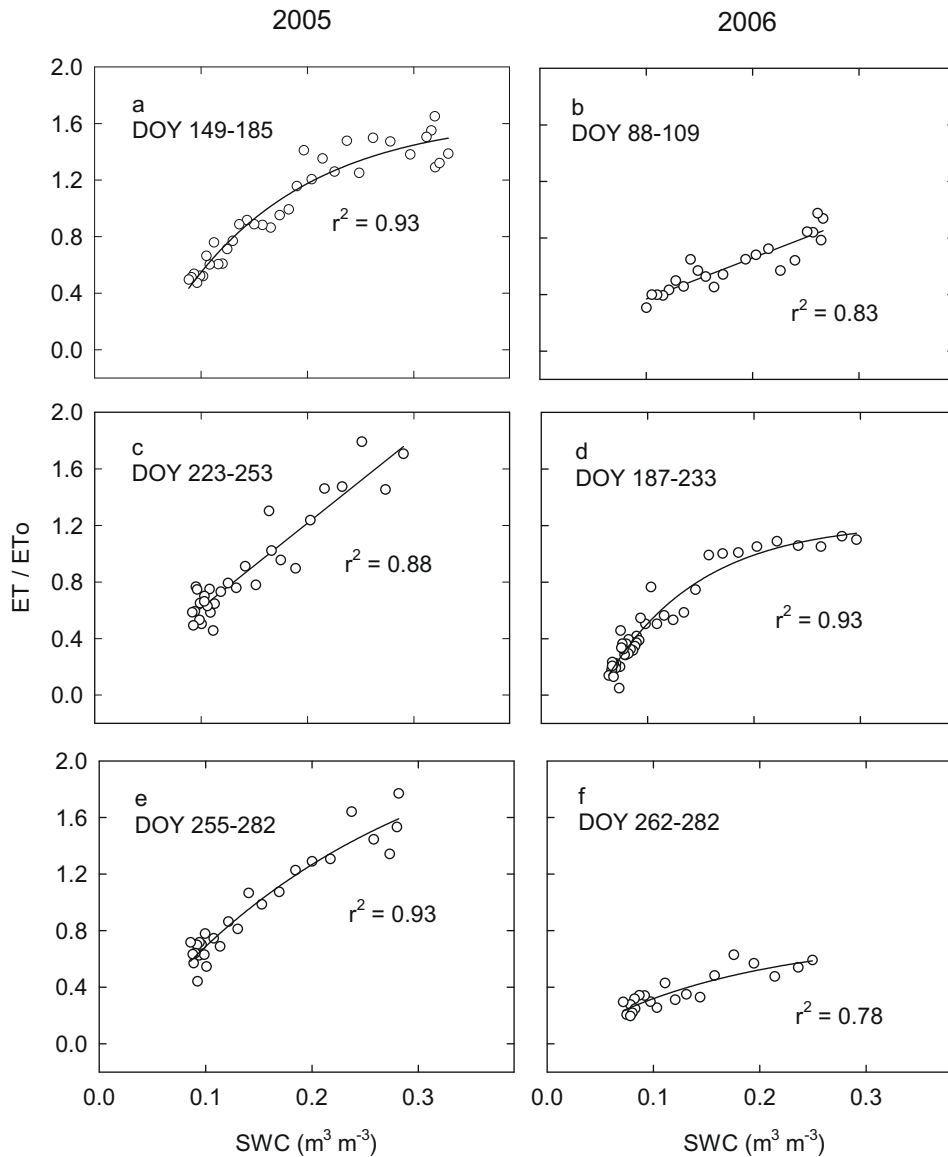 2005
2006
2.0
1.6
1.2
0.8
0.4
0.0
a
DOY 149-185
r² = 0.93
b
DOY 88-109
r² = 0.83
2.0
1.6
1.2
0.8
0.4
0.0
ET / ETo
c
DOY 223-253
r² = 0.88
d
DOY 187-233
r² = 0.93
2.0
1.6
1.2
0.8
0.4
0.0
e
DOY 255-282
r² = 0.93
f
DOY 262-282
r² = 0.78
0.0 0.1 0.2 0.3
0.0 0.1 0.2 0.3
SWC (m³ m⁻³)
SWC (m³ m⁻³)